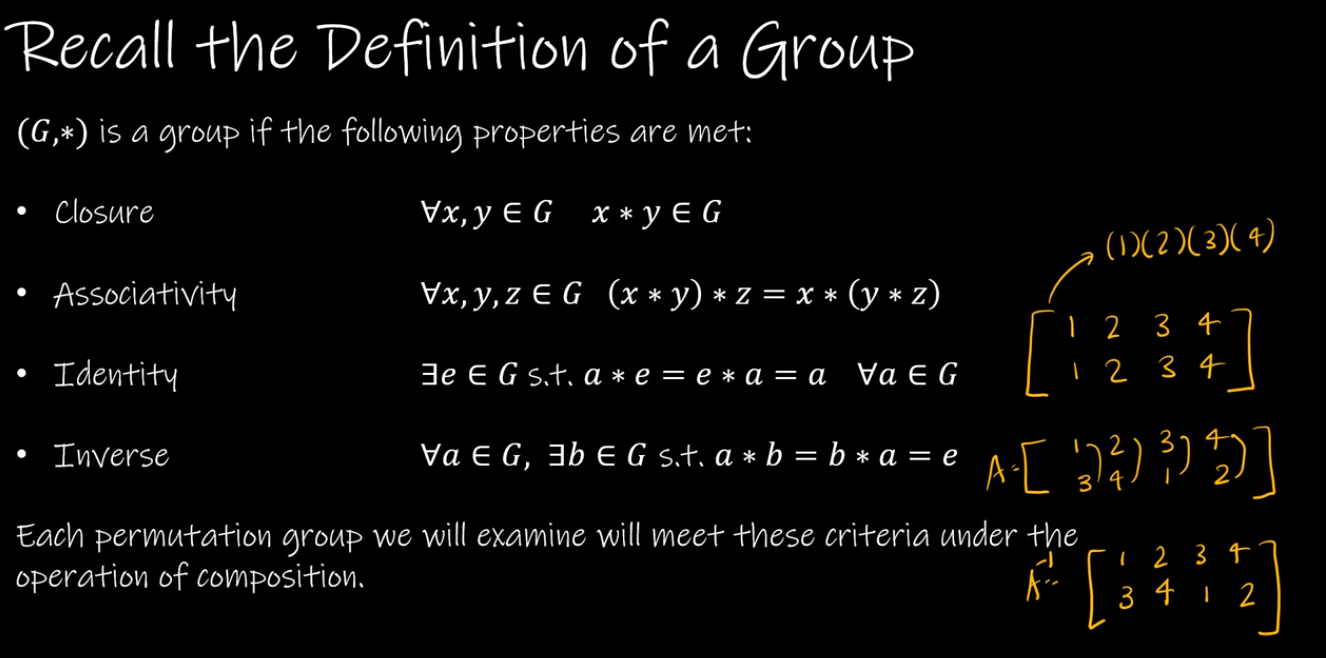 Recall the Definition of a Group
(G,*) is a group if the following properties are met:
• Closure ∀x, y ∈ G x * y ∈ G
• Associativity ∀x, y, z ∈ G (x * y) * z = x * (y * z)
• Identity ∃e ∈ G s.t. a * e = e * a = a ∀a ∈ G
• Inverse ∀a ∈ G, ∃b ∈ G s.t. a * b = b * a = e
Each permutation group we will examine will meet these criteria under the
operation of composition.
(1)(2)(3)(4)
[1 2 3 4
1 2 3 4]
A = [1 2 3 4
3 4 1 2]
A⁻¹ = [1 2 3 4
3 4 1 2]